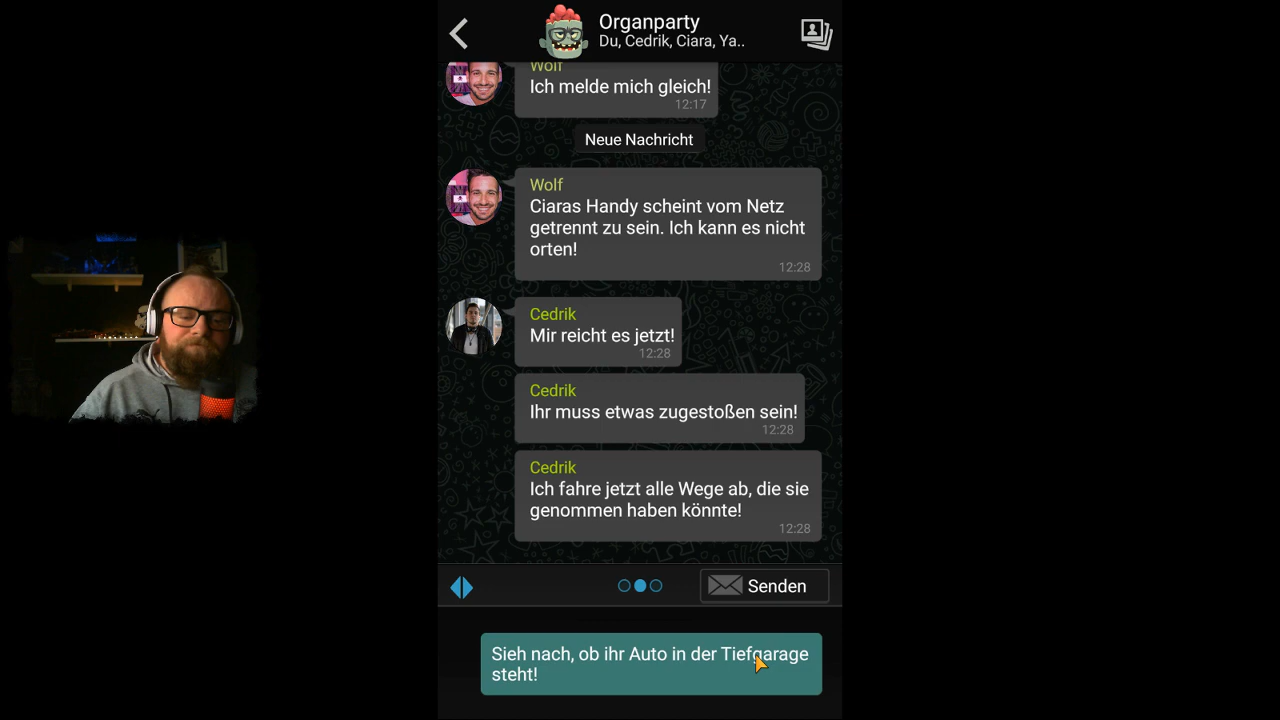 Organparty
Du, Cedrik, Ciara, Ya..
Wolf
Ich melde mich gleich!
12:17
Neue Nachricht
Wolf
Ciaras Handy scheint vom Netz
getrennt zu sein. Ich kann es nicht
orten!
12:28
Cedrik
Mir reicht es jetzt!
12:28
Cedrik
Ihr muss etwas zugestoßen sein!
12:28
Cedrik
Ich fahre jetzt alle Wege ab, die sie
genommen haben könnte!
12:28
Senden
Sieh nach, ob ihr Auto in der Tiefgarage
steht!